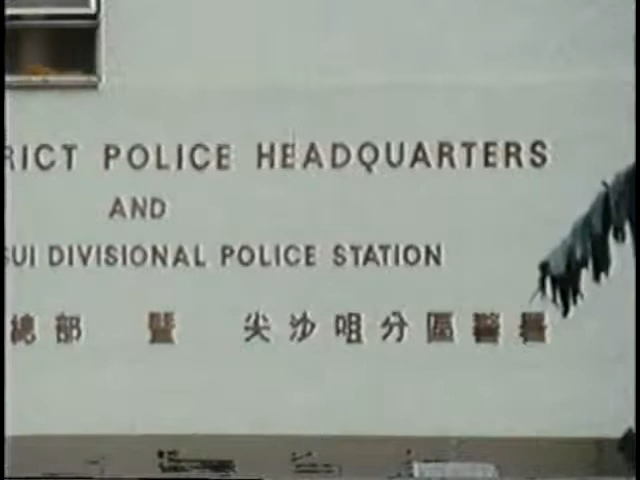 RICT POLICE HEADQUARTERS
AND
SUI DIVISIONAL POLICE STATION
總部 暨 尖沙咀分區警署